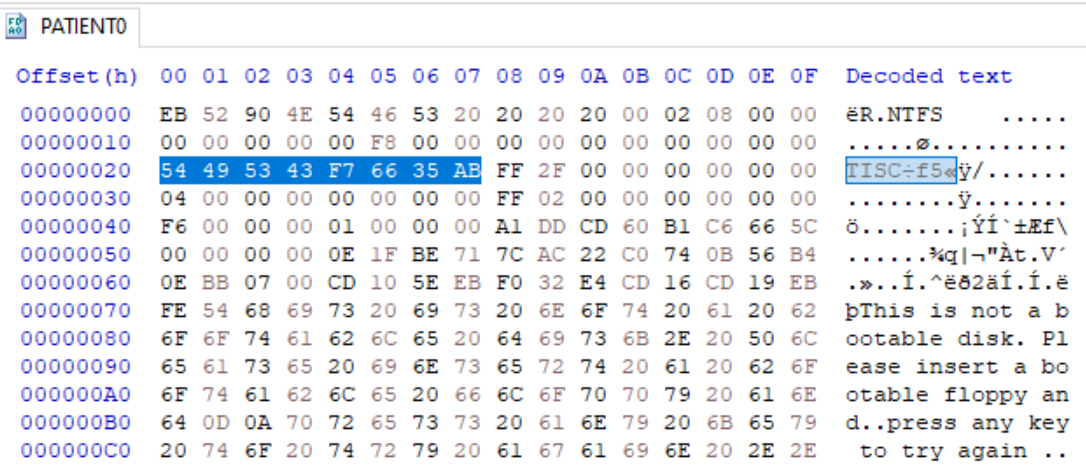 PATIENT0
Offset(h) 00 01 02 03 04 05 06 07 08 09 0A 0B 0C 0D 0E 0F Decoded text
00000000 EB 52 90 4E 54 46 53 20 20 20 20 00 02 08 00 00 ëR.NTFS    .....
00000010 00 00 00 00 00 F8 00 00 00 00 00 00 00 00 00 00 .....ø..........
00000020 54 49 53 43 F7 66 35 AB FF 2F 00 00 00 00 00 00 TISC÷f5«ÿ/......
00000030 04 00 00 00 00 00 00 00 FF 02 00 00 00 00 00 00 ........ÿ.......
00000040 F6 00 00 00 01 00 00 00 A1 DD CD 60 B1 C6 66 5C ö.......¡ÝÍ`±Æf\
00000050 00 00 00 00 0E 1F BE 71 7C AC 22 C0 74 0B 56 B4 ......¾q|¬"Àt.V´
00000060 0E BB 07 00 CD 10 5E EB F0 32 E4 CD 16 CD 19 EB .»..Í.^ëð2äÍ.Í.ë
00000070 FE 54 68 69 73 20 69 73 20 6E 6F 74 20 61 20 62 þThis is not a b
00000080 6F 6F 74 61 62 6C 65 20 64 69 73 6B 2E 20 50 6C ootable disk. Pl
00000090 65 61 73 65 20 69 6E 73 65 72 74 20 61 20 62 6F ease insert a bo
000000A0 6F 74 61 62 6C 65 20 66 6C 6F 70 70 79 20 61 6E otable floppy an
000000B0 64 0D 0A 70 72 65 73 73 20 61 6E 79 20 6B 65 79 d..press any key
000000C0 20 74 6F 20 74 72 79 20 61 67 61 69 6E 20 2E 2E  to try again ..